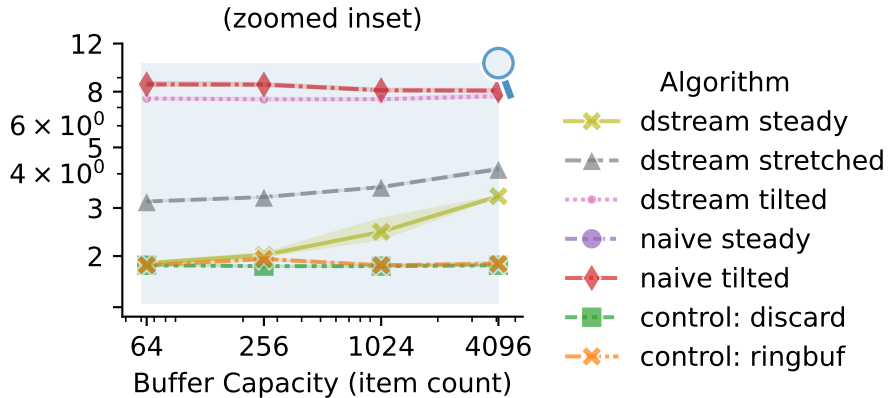 (zoomed inset)
12
8
6 × 10⁰
5
4 × 10⁰
3
2
64 256 1024 4096
Buffer Capacity (item count)
Algorithm
dstream steady
dstream stretched
dstream tilted
naive steady
naive tilted
control: discard
control: ringbuf